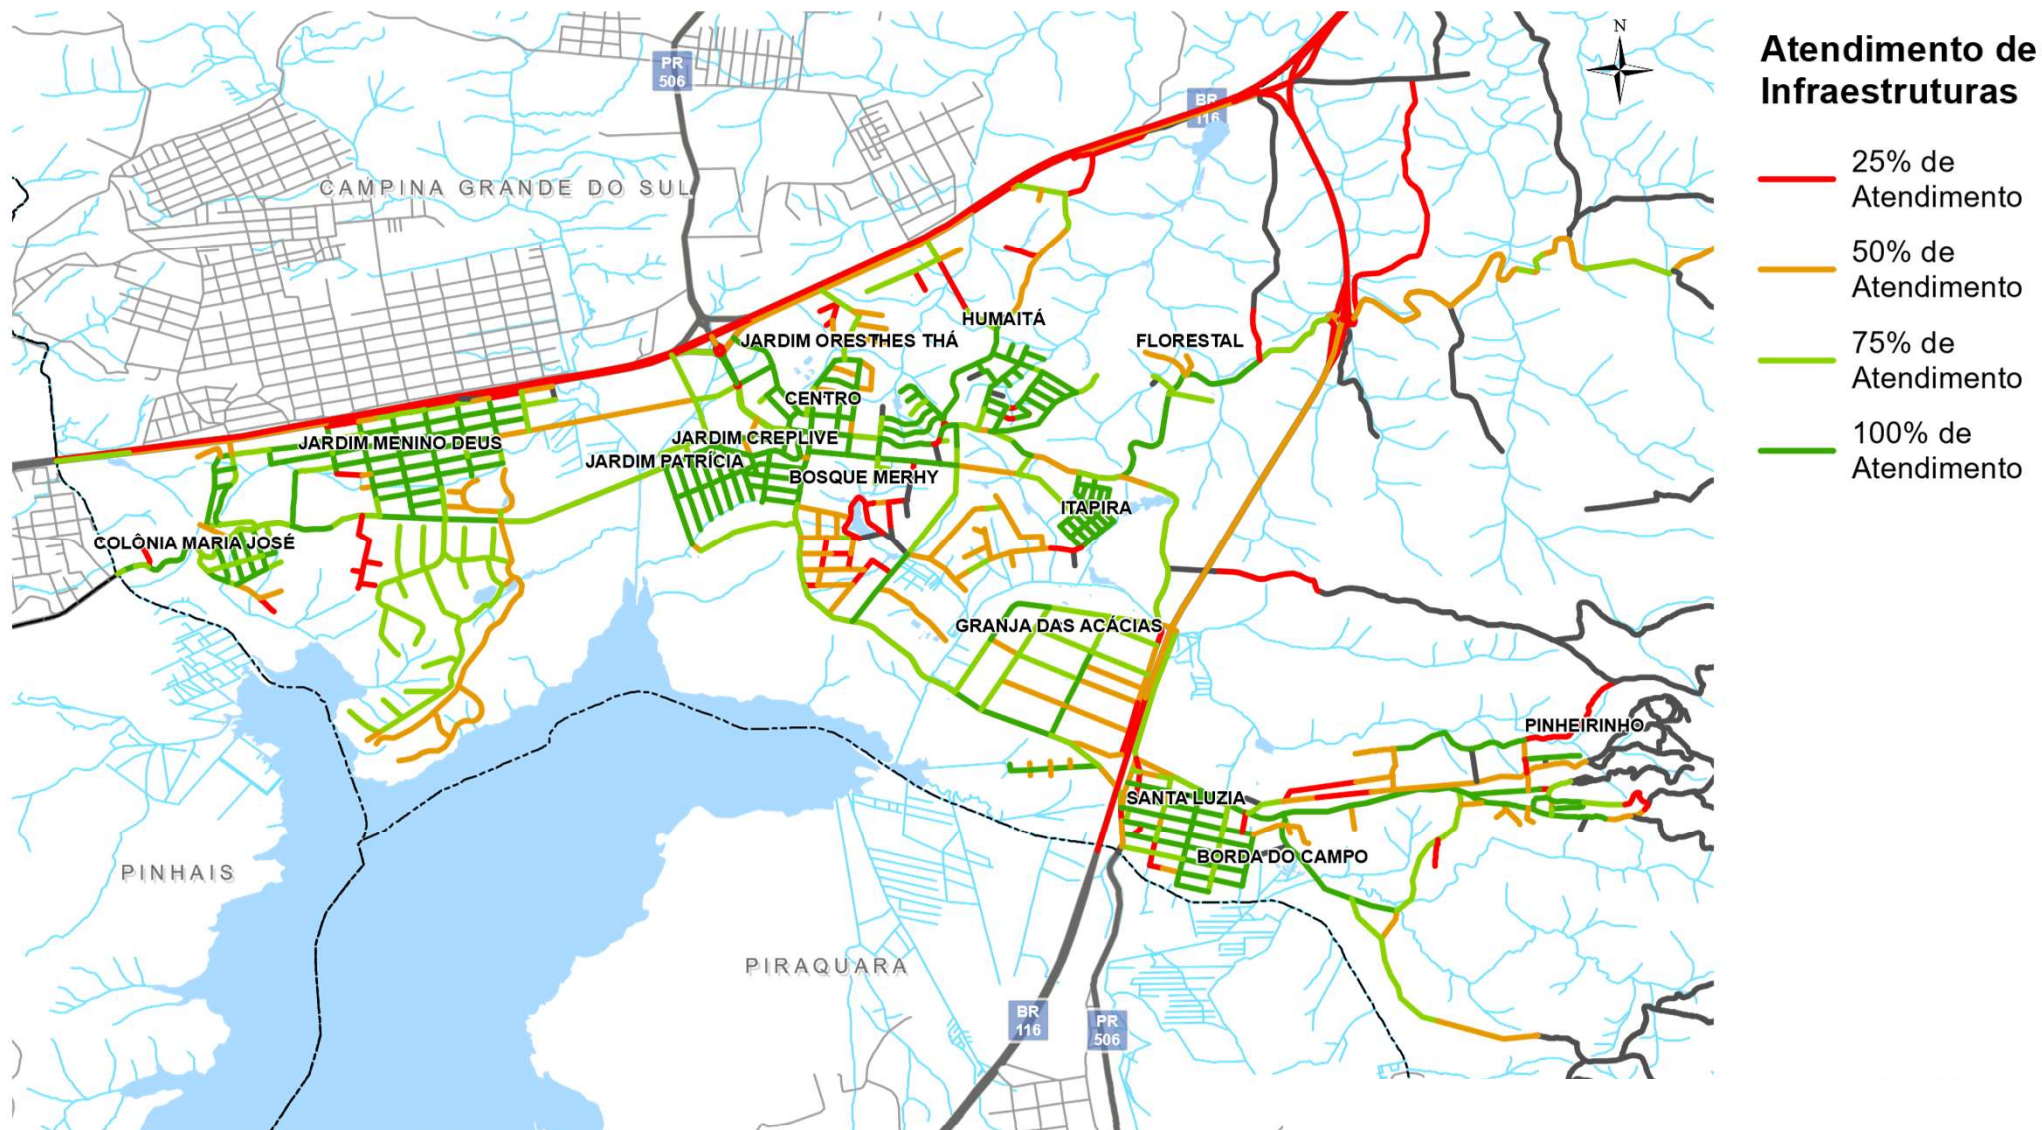 N
PR
506
BR
116
CAMPINA GRANDE DO SUL
HUMAITÁ
JARDIM ORESTHES THÁ
FLORESTAL
CENTRO
JARDIM MENINO DEUS
JARDIM CREPLIVE
JARDIM PATRÍCIA
BOSQUE MERHY
ITAPIRA
COLÔNIA MARIA JOSÉ
GRANJA DAS ACÁCIAS
PINHEIRINHO
SANTA LUZIA
BORDA DO CAMPO
PINHAIS
PIRAQUARA
BR
116
PR
506
Atendimento de
Infraestruturas
25% de
Atendimento
50% de
Atendimento
75% de
Atendimento
100% de
Atendimento